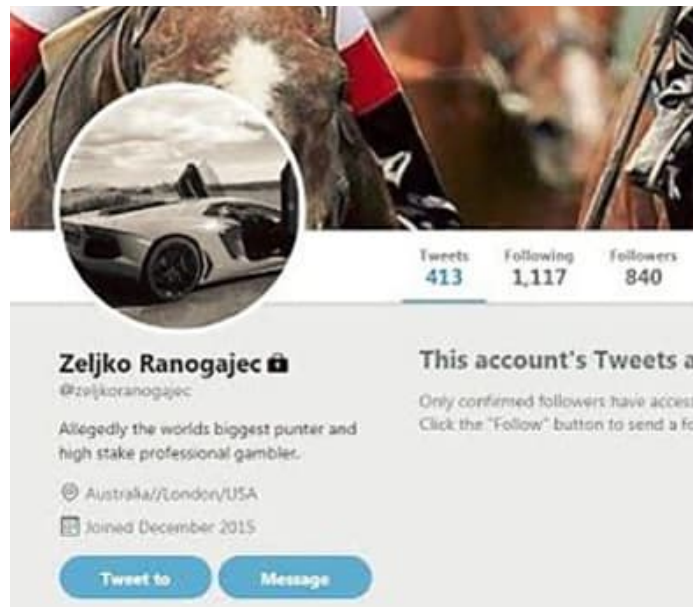 Tweets Following Followers
413 1,117 840
Zeljko Ranogajec
@zeljkoranogajec
Allegedly the worlds biggest punter and
high stake professional gambler.
Australia//London/USA
Joined December 2015
Tweet to Message
This account's Tweets a
Only confirmed followers have access
Click the "Follow" button to send a fo